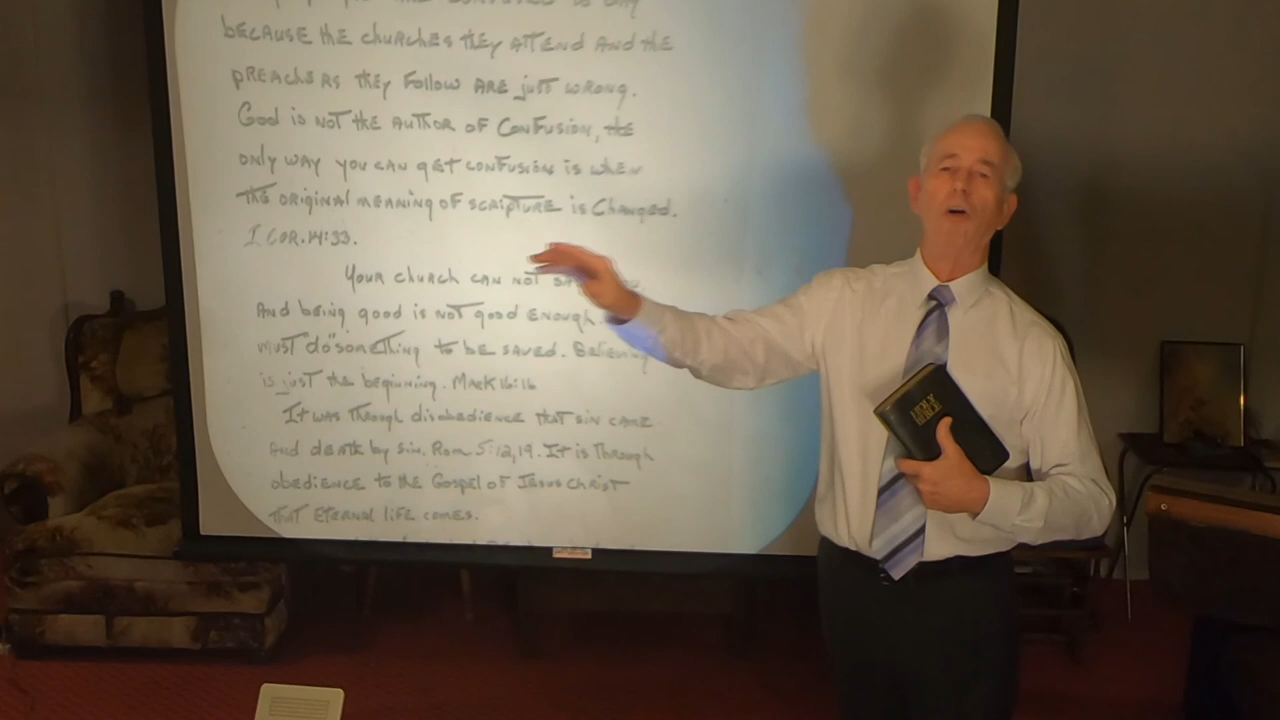 because the churches they attend and the
preachers they follow are just wrong.
God is not the author of confusion, the
only way you can get confusion is when
the original meaning of scripture is changed.
I Cor. 14:33.
Your church can not
And being good is not good enough.
must "do" something to be saved. Believing
is just the beginning. Mark 16:16
It was through disobedience that sin came
And death by sin. Rom 5:12,19. It is through
obedience to the Gospel of Jesus Christ
that eternal life comes.
HOLY
BIBLE